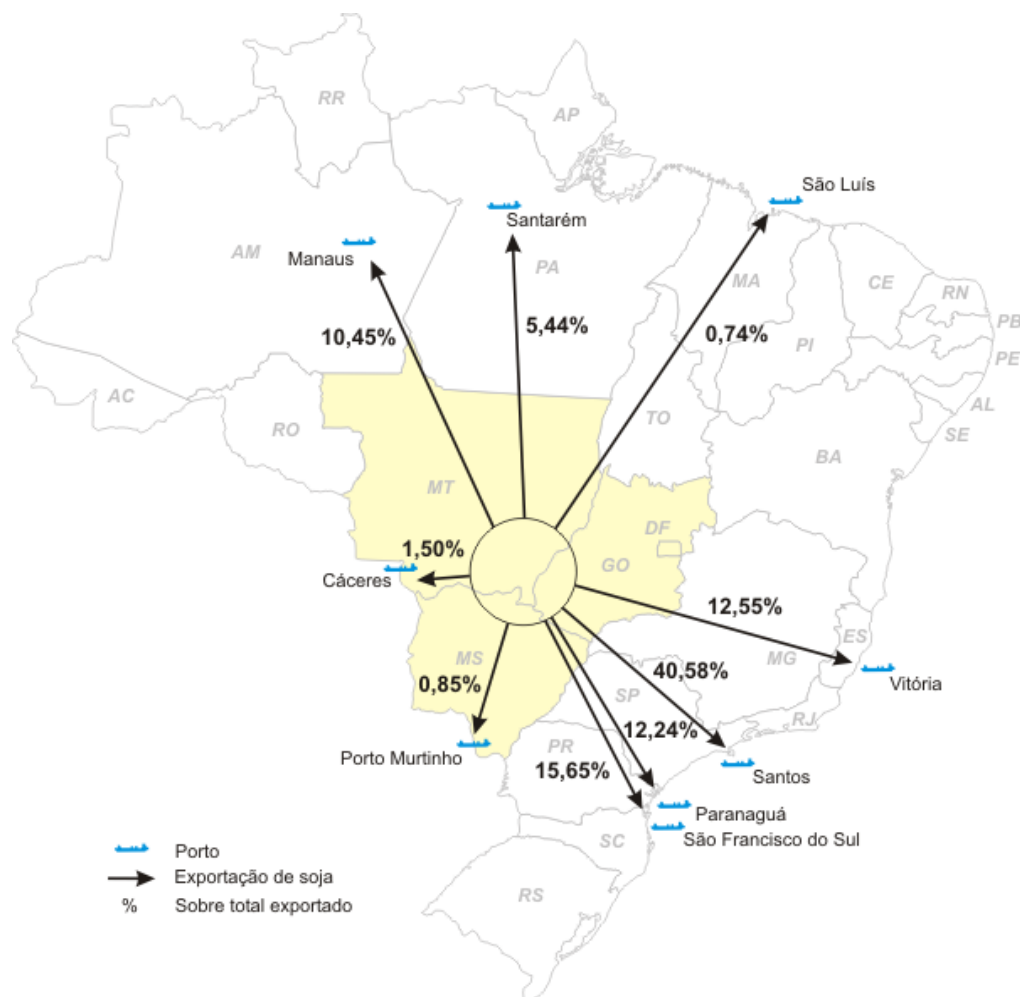 RR
AP
São Luís
Santarém
Manaus
AM
PA
MA
CE
RN
PB
10,45%
5,44%
0,74%
PI
PE
AC
RO
TO
AL
SE
BA
MT
DF
1,50%
GO
Cáceres
12,55%
ES
MS
MG
0,85%
40,58%
Vitória
SP
RJ
12,24%
PR
Porto Murtinho
15,65%
Santos
Paranaguá
São Francisco do Sul
SC
Porto
Exportação de soja
% Sobre total exportado
RS